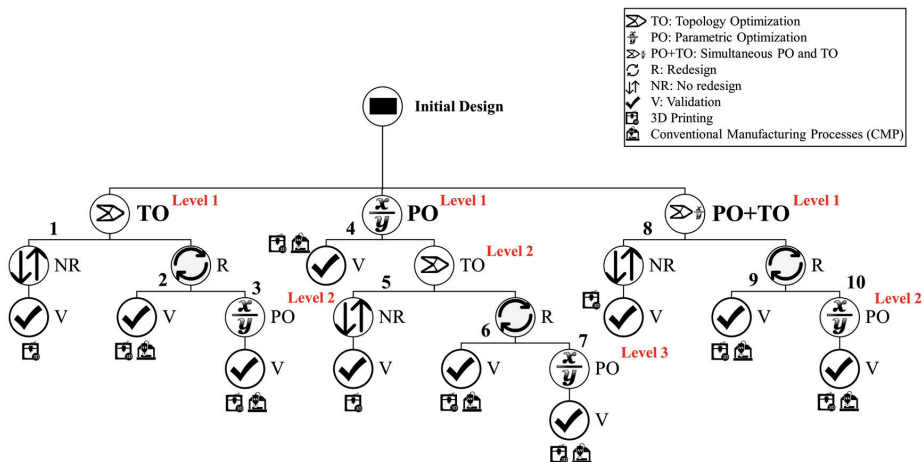 TO: Topology Optimization
PO: Parametric Optimization
PO+TO: Simultaneous PO and TO
R: Redesign
NR: No redesign
V: Validation
3D Printing
Conventional Manufacturing Processes (CMP)
Initial Design
TO Level 1
PO Level 1
PO+TO Level 1
1
4
8
NR
R
V
TO Level 2
NR
R
2
3
5
9
10
V
V
PO Level 2
NR
R
V
V
PO Level 2
6
7
V
V
V
PO Level 3
V
V